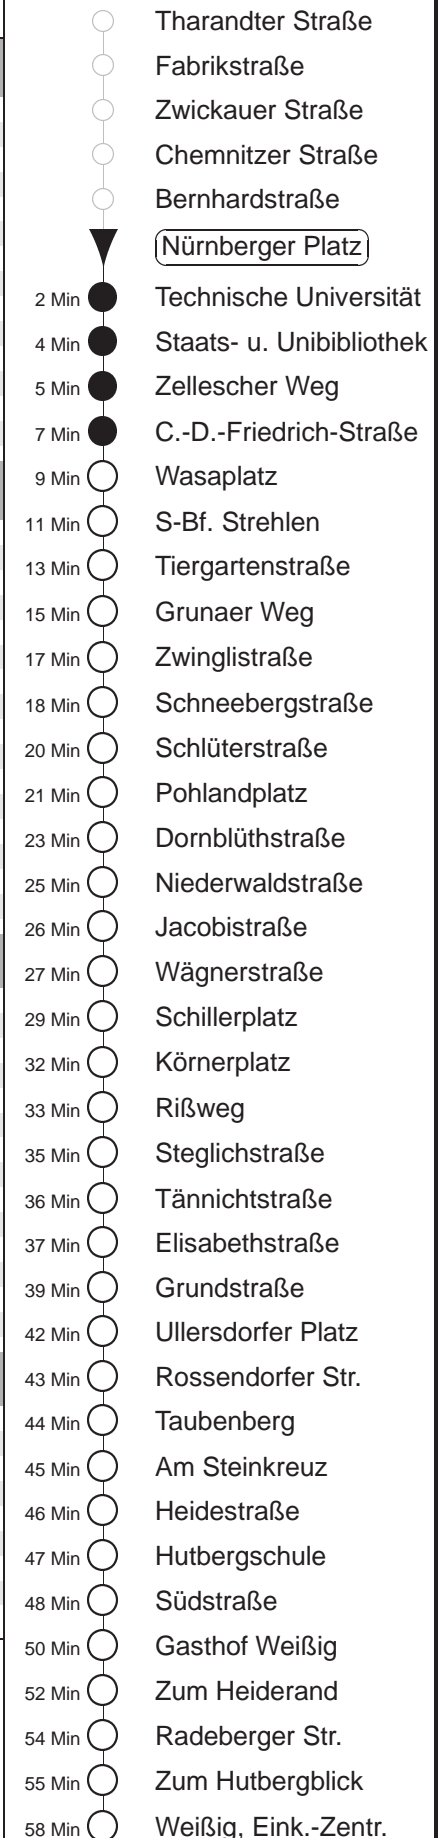 Tharandter Straße
Fabrikstraße
Zwickauer Straße
Chemnitzer Straße
Bernhardstraße
Nürnberger Platz
2 Min Technische Universität
4 Min Staats- u. Unibibliothek
5 Min Zellescher Weg
7 Min C.-D.-Friedrich-Straße
9 Min Wasaplatz
11 Min S-Bf. Strehlen
13 Min Tiergartenstraße
15 Min Grunaer Weg
17 Min Zwinglistraße
18 Min Schneebergstraße
20 Min Schlüterstraße
21 Min Pohlandplatz
23 Min Dornblüthstraße
25 Min Niederwaldstraße
26 Min Jacobistraße
27 Min Wägnerstraße
29 Min Schillerplatz
32 Min Körnerplatz
33 Min Rißweg
35 Min Steglichstraße
36 Min Tännichtstraße
37 Min Elisabethstraße
39 Min Grundstraße
42 Min Ullersdorfer Platz
43 Min Rossendorfer Str.
44 Min Taubenberg
45 Min Am Steinkreuz
46 Min Heidestraße
47 Min Hutbergschule
48 Min Südstraße
50 Min Gasthof Weißig
52 Min Zum Heiderand
54 Min Radeberger Str.
55 Min Zum Hutbergblick
58 Min Weißig, Eink.-Zentr.